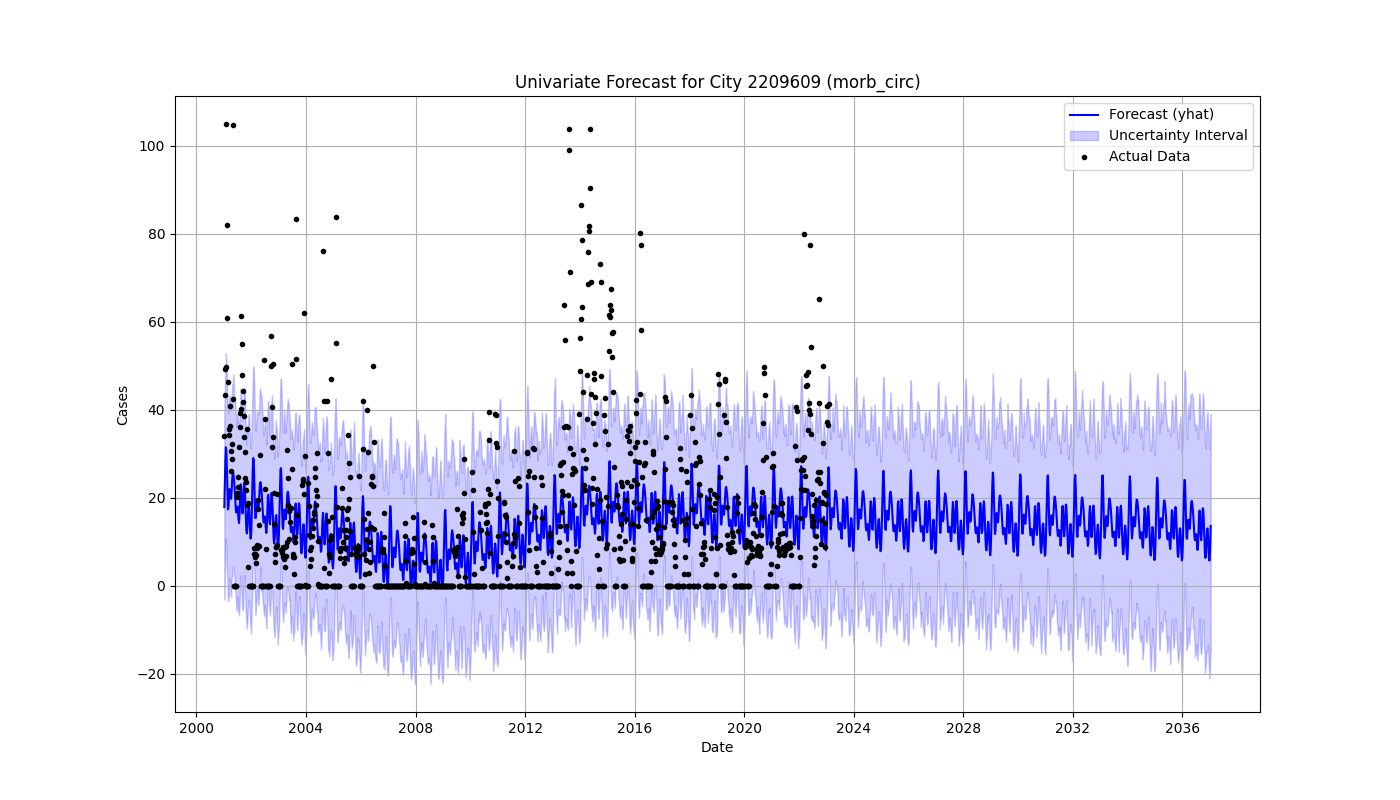 Univariate Forecast for City 2209609 (morb_circ)
Forecast (yhat)
Uncertainty Interval
Actual Data
100
80
60
40
20
0
−20
Cases
2000 2004 2008 2012 2016 2020 2024 2028 2032 2036
Date